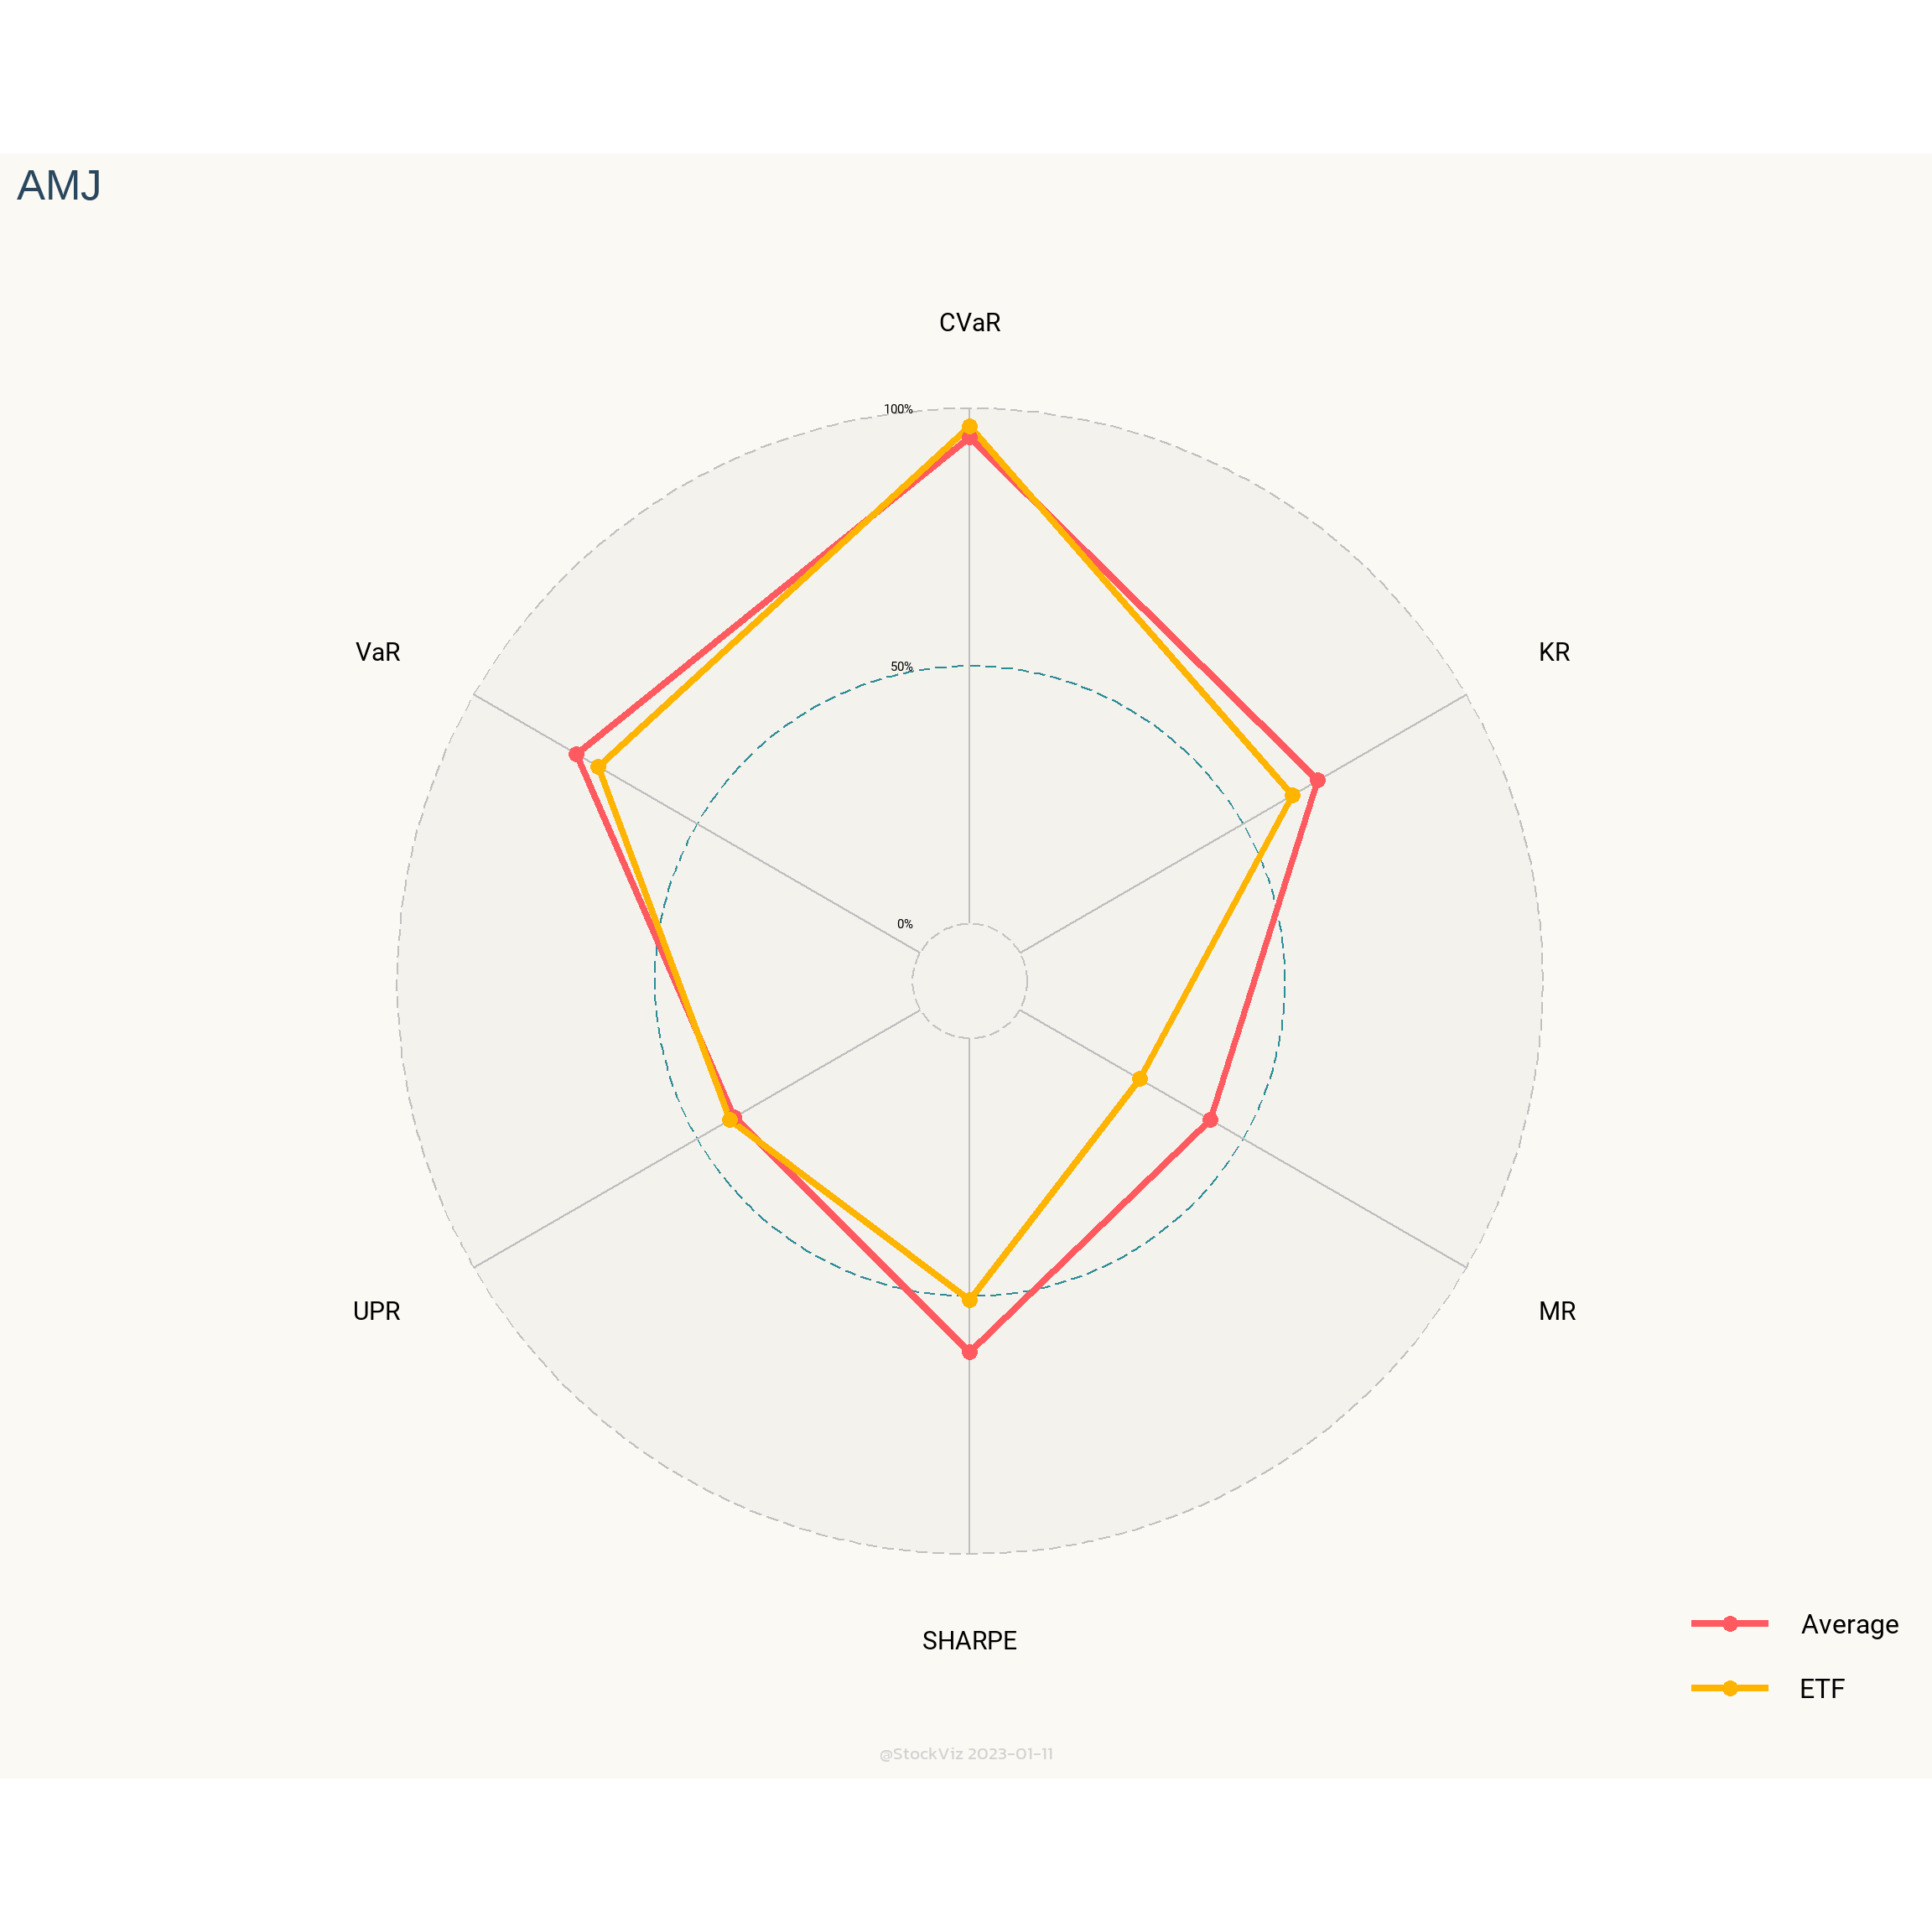 AMJ
CVaR
100%
VaR
KR
50%
0%
UPR
MR
SHARPE
Average
ETF
@StockViz 2023-01-11